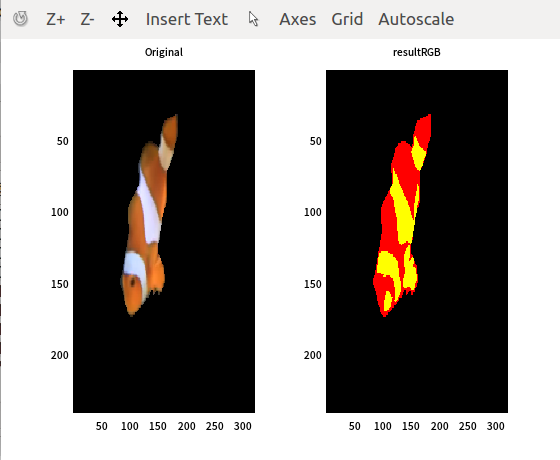 Z+ Z- Insert Text Axes Grid Autoscale
Original resultRGB
50 50
100 100
150 150
200 200
50 100 150 200 250 300 50 100 150 200 250 300